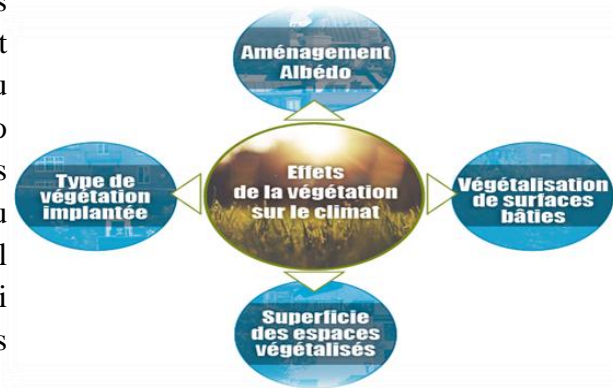 s
t
u
o
s
u
l
i
s
Aménagement
Albédo
Type de
végétation
implantée
Effets
de la végétation
sur le climat
Végétalisation
de surfaces
bâties
Superficie
des espaces
végétalisés